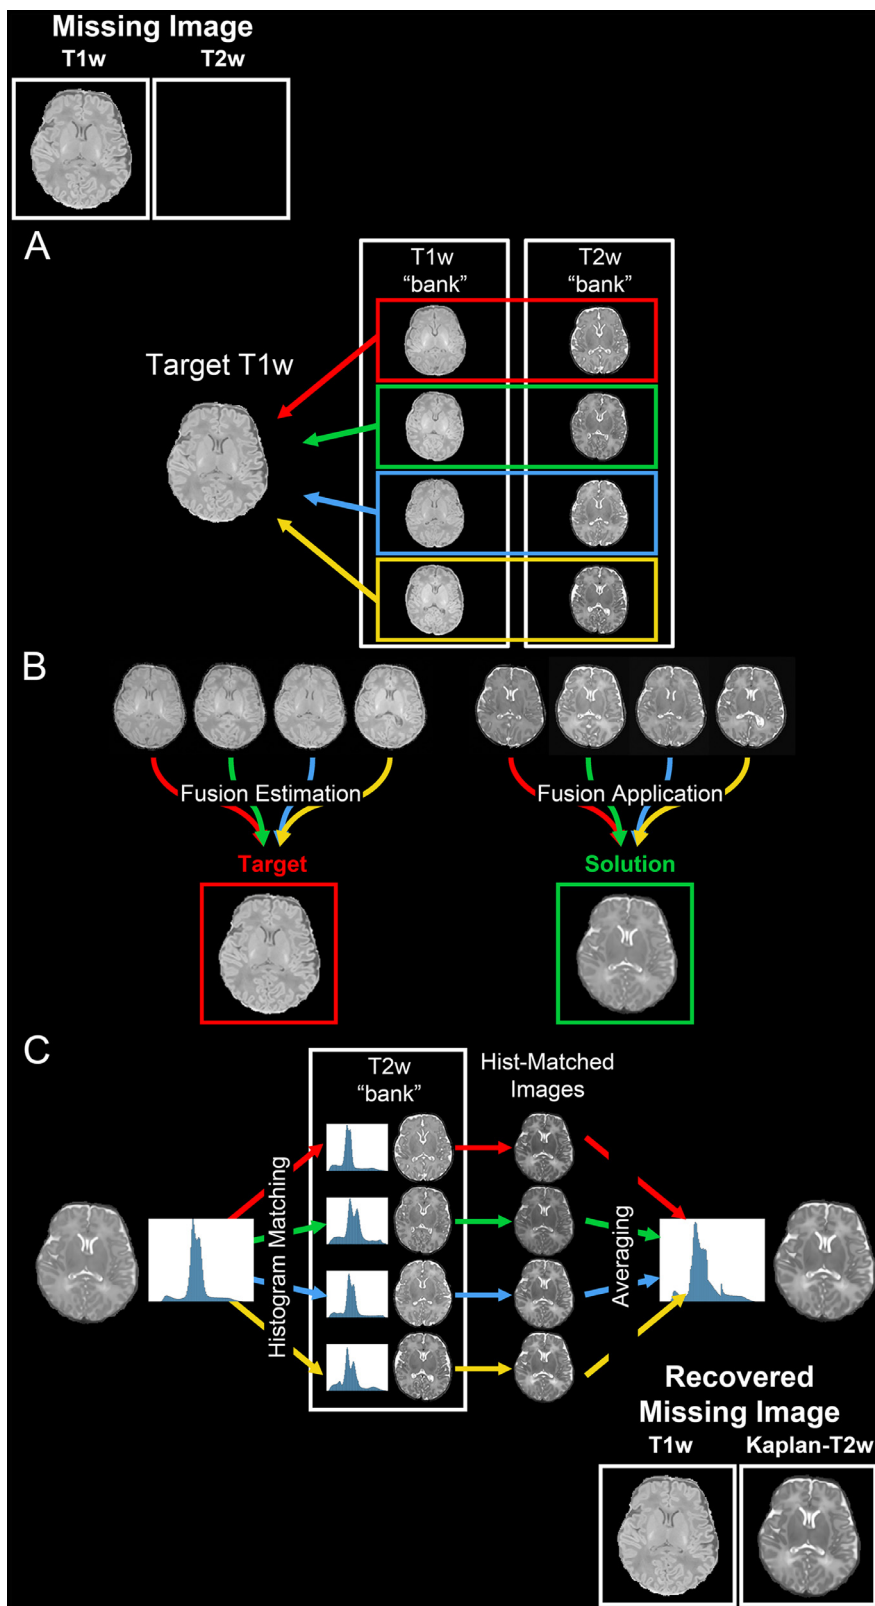 Missing Image
T1w T2w
A
T1w
“bank”
T2w
“bank”
Target T1w
B
Fusion Estimation
Fusion Application
Target
Solution
C
T2w
“bank”
Hist-Matched
Images
Histogram Matching
Averaging
Recovered
Missing Image
T1w Kaplan-T2w